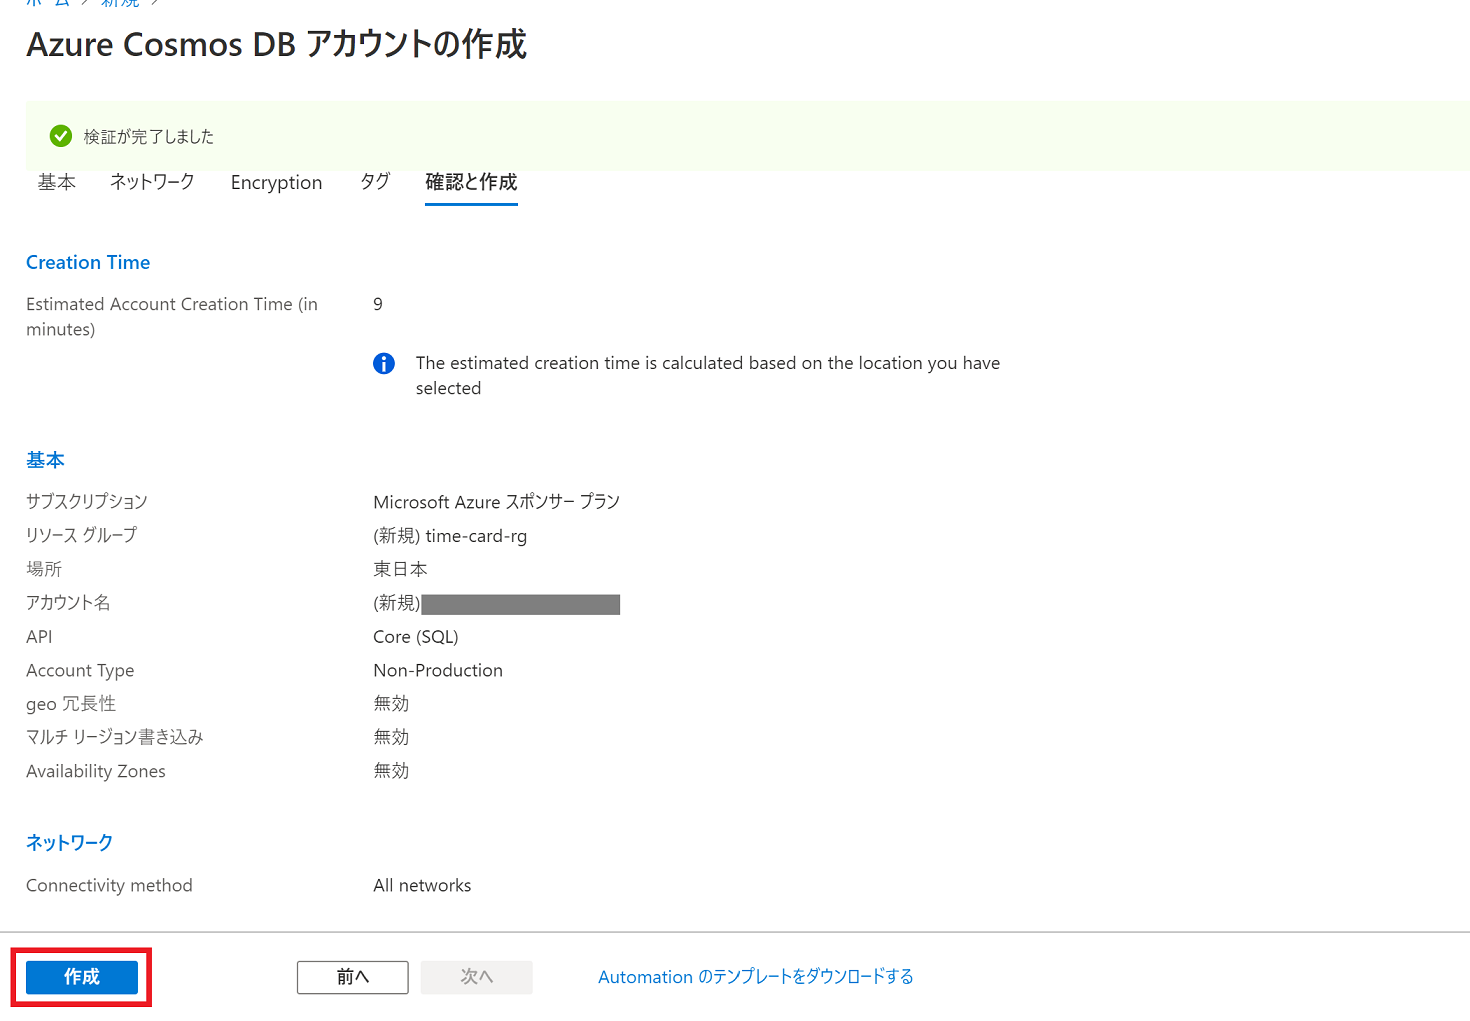 ホーム > 新規 >
Azure Cosmos DB アカウントの作成
検証が完了しました
基本 ネットワーク Encryption タグ 確認と作成
Creation Time
Estimated Account Creation Time (in minutes) 9
The estimated creation time is calculated based on the location you have
selected
基本
サブスクリプション Microsoft Azure スポンサー プラン
リソース グループ (新規) time-card-rg
場所 東日本
アカウント名 (新規)
API Core (SQL)
Account Type Non-Production
geo 冗長性 無効
マルチ リージョン書き込み 無効
Availability Zones 無効
ネットワーク
Connectivity method All networks
作成 前へ 次へ Automation のテンプレートをダウンロードする